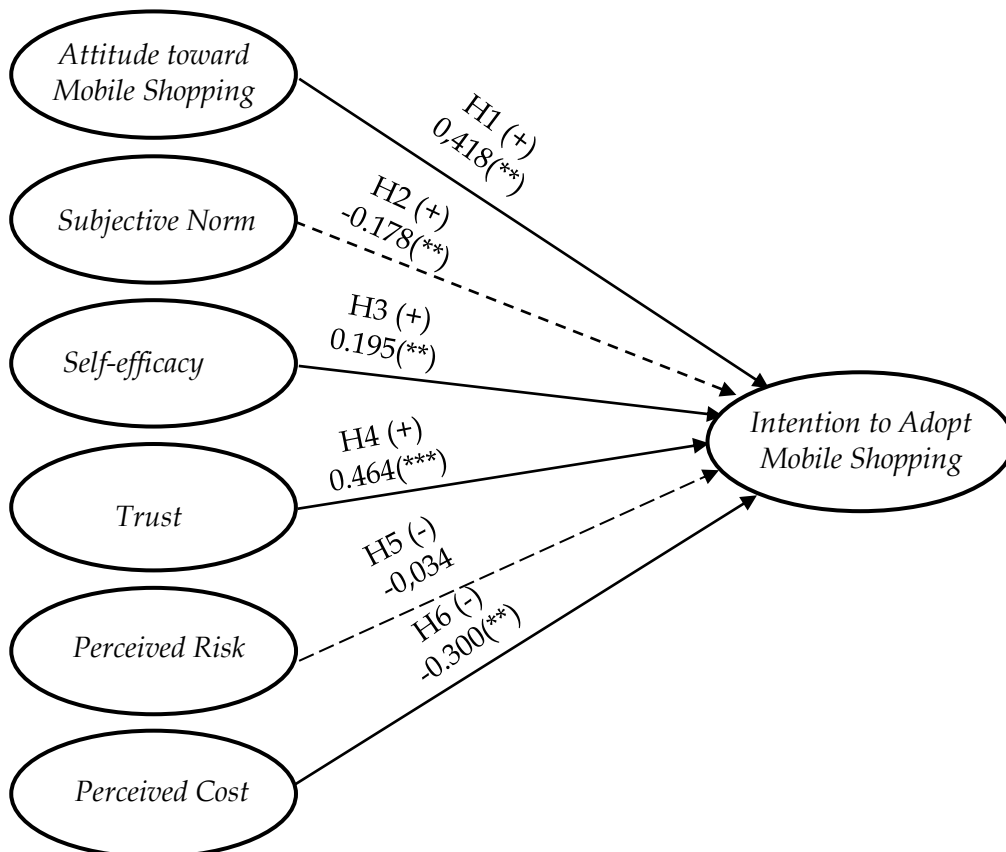 Attitude toward
Mobile Shopping
H1 (+)
0,418(**)
Subjective Norm
H2 (+)
-0.178(**)
Self-efficacy
H3 (+)
0.195(**)
Intention to Adopt
Mobile Shopping
Trust
H4 (+)
0.464(***)
Perceived Risk
H5 (-)
-0,034
Perceived Cost
H6 (-)
-0.300(**)